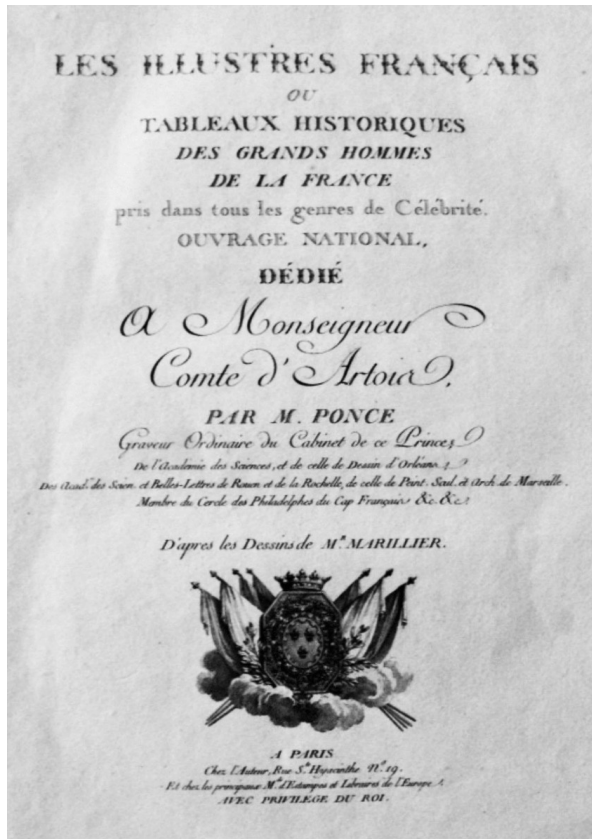 LES ILLUSTRES FRANÇAIS
OU
TABLEAUX HISTORIQUES
DES GRANDS HOMMES
DE LA FRANCE
pris dans tous les genres de Célébrité.
OUVRAGE NATIONAL,
DÉDIÉ
A Monseigneur
Comte d'Artois,
PAR M. PONCE
Graveur Ordinaire du Cabinet de ce Prince;
De l'Académie des Sciences, et de celle de Dessin d'Orléans;
Des Acad. des Scien. et Belles-Lettres de Rouen et de la Rochelle, de celle de Peint. Scul. et Arch. de Marseille.
Membre du Cercle des Philadelphes du Cap Français &c. &c.
D'apres les Dessins de Mr. MARILLIER.
A PARIS
Chez l'Auteur, Rue St. Hyacinthe No. 19.
Et chez les principaux Mds. d'Estampes et Libraires de l'Europe.
AVEC PRIVILEGE DU ROI.